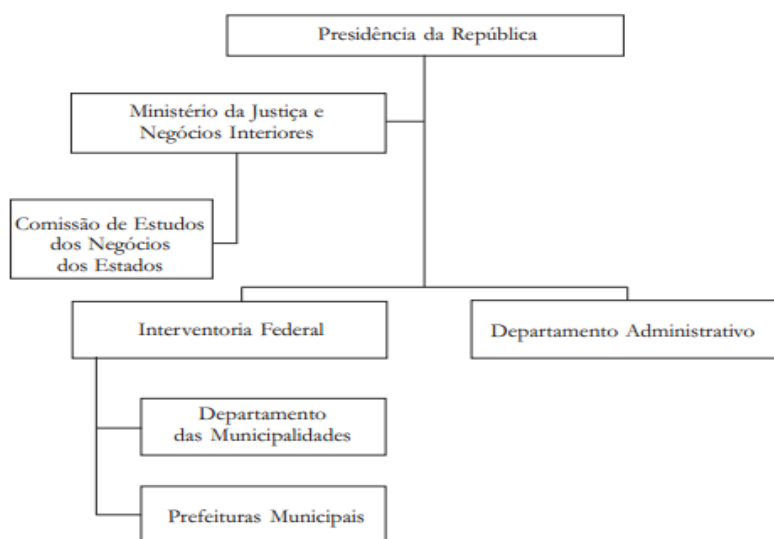 Presidência da República
Ministério da Justiça e
Negócios Interiores
Comissão de Estudos
dos Negócios
dos Estados
Interventoria Federal
Departamento Administrativo
Departamento
das Municipalidades
Prefeituras Municipais